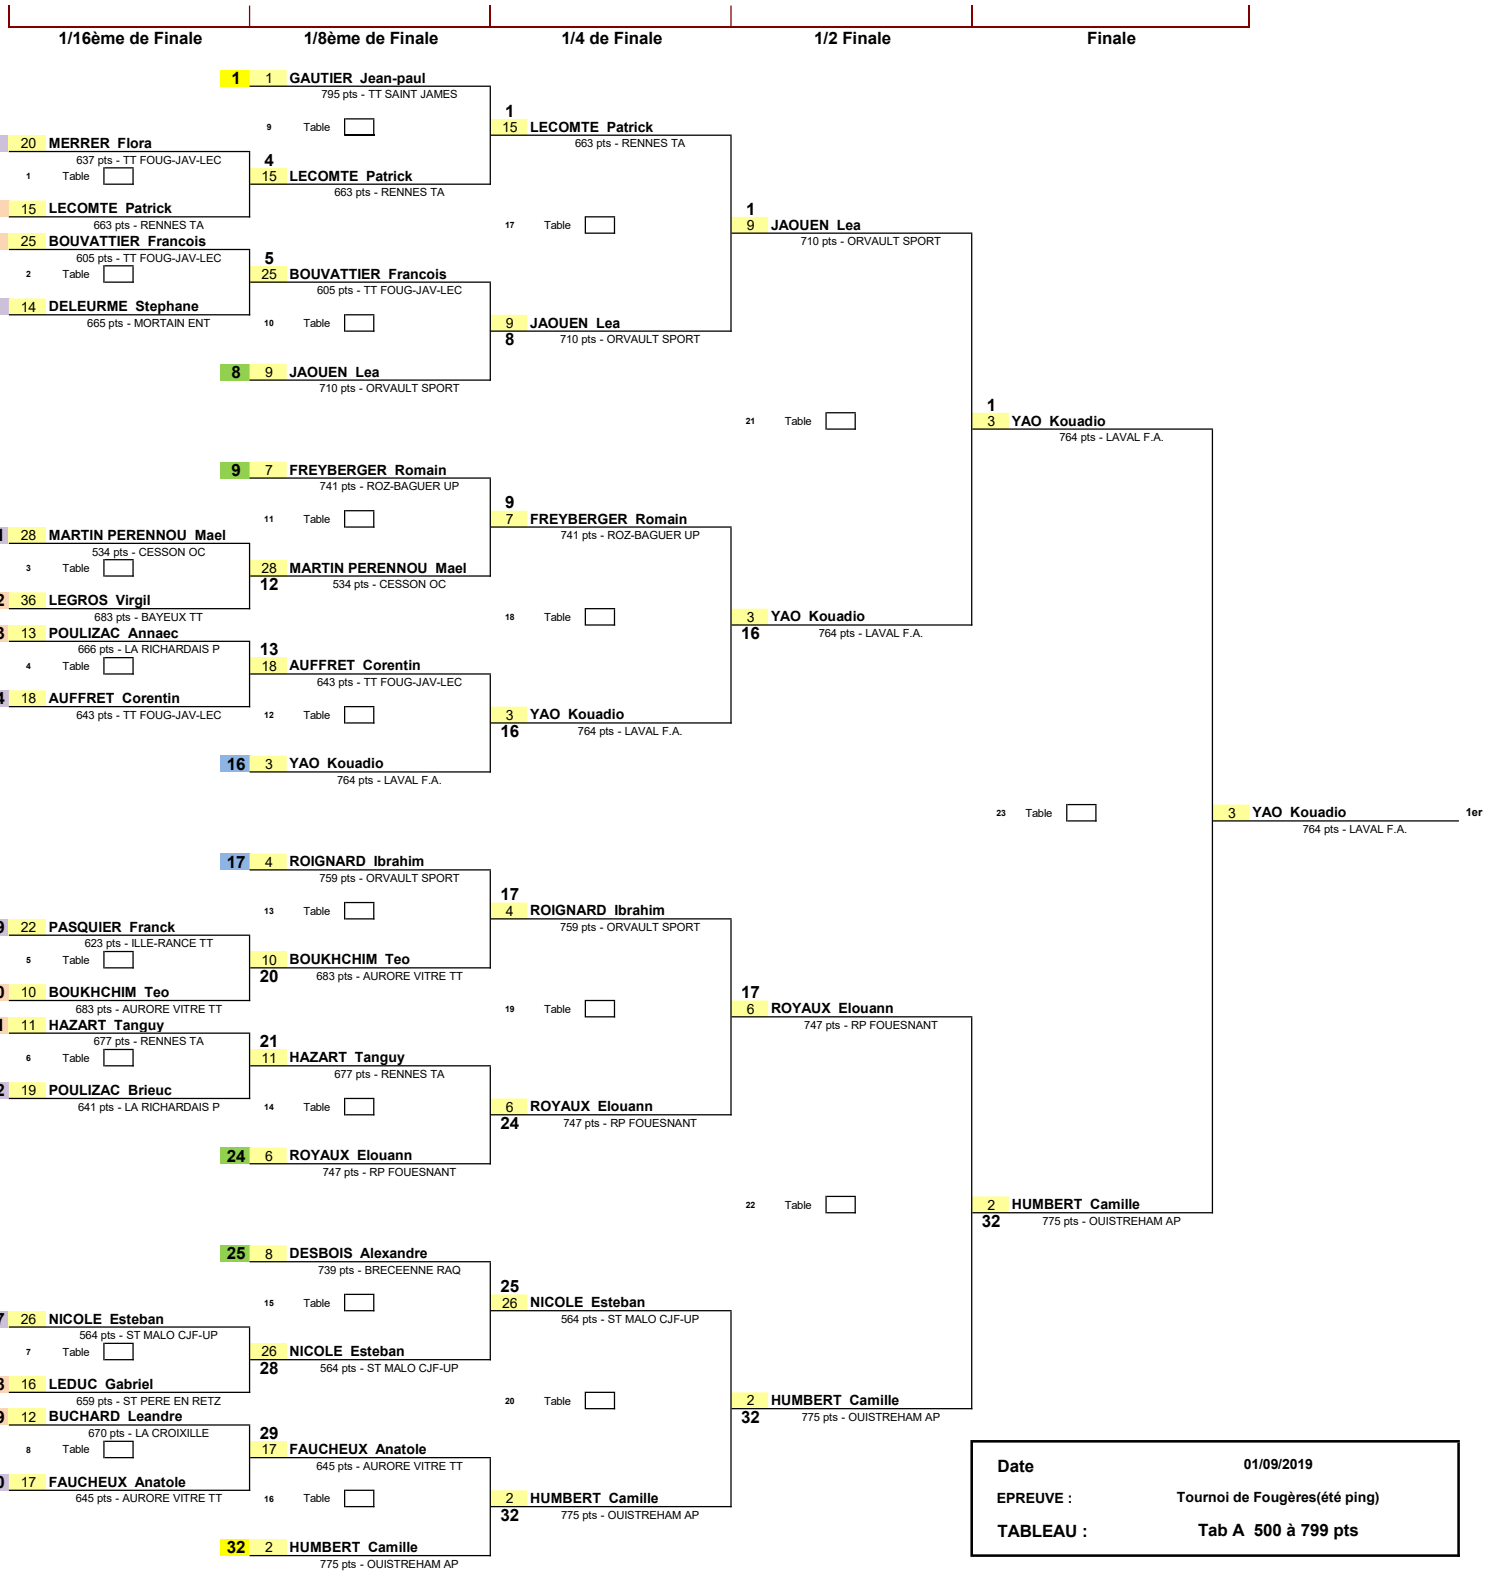 1/16ème de Finale 1/8ème de Finale 1/4 de Finale 1/2 Finale Finale
1 1 GAUTIER Jean-paul
795 pts - TT SAINT JAMES
1
9 Table 15 LECOMTE Patrick
20 MERRER Flora 663 pts - RENNES TA
637 pts - TT FOUG-JAV-LEC 4
1 Table 15 LECOMTE Patrick
663 pts - RENNES TA
15 LECOMTE Patrick 1
663 pts - RENNES TA 17 Table 9 JAOUEN Lea
25 BOUVATTIER Francois 710 pts - ORVAULT SPORT
605 pts - TT FOUG-JAV-LEC 5
2 Table 25 BOUVATTIER Francois
605 pts - TT FOUG-JAV-LEC
14 DELEURME Stephane
665 pts - MORTAIN ENT 10 Table 9 JAOUEN Lea
8 710 pts - ORVAULT SPORT
8 9 JAOUEN Lea
710 pts - ORVAULT SPORT
1
21 Table 3 YAO Kouadio
764 pts - LAVAL F.A.
9 7 FREYBERGER Romain
741 pts - ROZ-BAGUER UP
9
11 Table 7 FREYBERGER Romain
28 MARTIN PERENNOU Mael 741 pts - ROZ-BAGUER UP
534 pts - CESSON OC
3 Table 28 MARTIN PERENNOU Mael
12 534 pts - CESSON OC
36 LEGROS Virgil
683 pts - BAYEUX TT 18 Table 3 YAO Kouadio
13 POULIZAC Annaec 16 764 pts - LAVAL F.A.
666 pts - LA RICHARDAIS P 13
4 Table 18 AUFFRET Corentin
643 pts - TT FOUG-JAV-LEC
18 AUFFRET Corentin
643 pts - TT FOUG-JAV-LEC 12 Table 3 YAO Kouadio
16 764 pts - LAVAL F.A.
16 3 YAO Kouadio
764 pts - LAVAL F.A.
23 Table 3 YAO Kouadio 1er
764 pts - LAVAL F.A.
17 4 ROIGNARD Ibrahim
759 pts - ORVAULT SPORT
17
13 Table 4 ROIGNARD Ibrahim
22 PASQUIER Franck 759 pts - ORVAULT SPORT
623 pts - ILLE-RANCE TT
5 Table 10 BOUKHCHIM Teo
20 683 pts - AURORE VITRE TT
10 BOUKHCHIM Teo 17
683 pts - AURORE VITRE TT 19 Table 6 ROYAUX Elouann
11 HAZART Tanguy 747 pts - RP FOUESNANT
677 pts - RENNES TA 21
6 Table 11 HAZART Tanguy
677 pts - RENNES TA
19 POULIZAC Brieuc
641 pts - LA RICHARDAIS P 14 Table 6 ROYAUX Elouann
24 747 pts - RP FOUESNANT
24 6 ROYAUX Elouann
747 pts - RP FOUESNANT
22 Table 2 HUMBERT Camille
32 775 pts - OUISTREHAM AP
25 8 DESBOIS Alexandre
739 pts - BRECEENNE RAQ
25
15 Table 26 NICOLE Esteban
26 NICOLE Esteban 564 pts - ST MALO CJF-UP
564 pts - ST MALO CJF-UP
7 Table 26 NICOLE Esteban
28 564 pts - ST MALO CJF-UP
16 LEDUC Gabriel
659 pts - ST PERE EN RETZ 20 Table 2 HUMBERT Camille
12 BUCHARD Leandre 32 775 pts - OUISTREHAM AP
670 pts - LA CROIXILLE 29
8 Table 17 FAUCHEUX Anatole
645 pts - AURORE VITRE TT
17 FAUCHEUX Anatole
645 pts - AURORE VITRE TT 16 Table 2 HUMBERT Camille
32 775 pts - OUISTREHAM AP
32 2 HUMBERT Camille
775 pts - OUISTREHAM AP
Date 01/09/2019
EPREUVE : Tournoi de Fougères(été ping)
TABLEAU : Tab A 500 à 799 pts